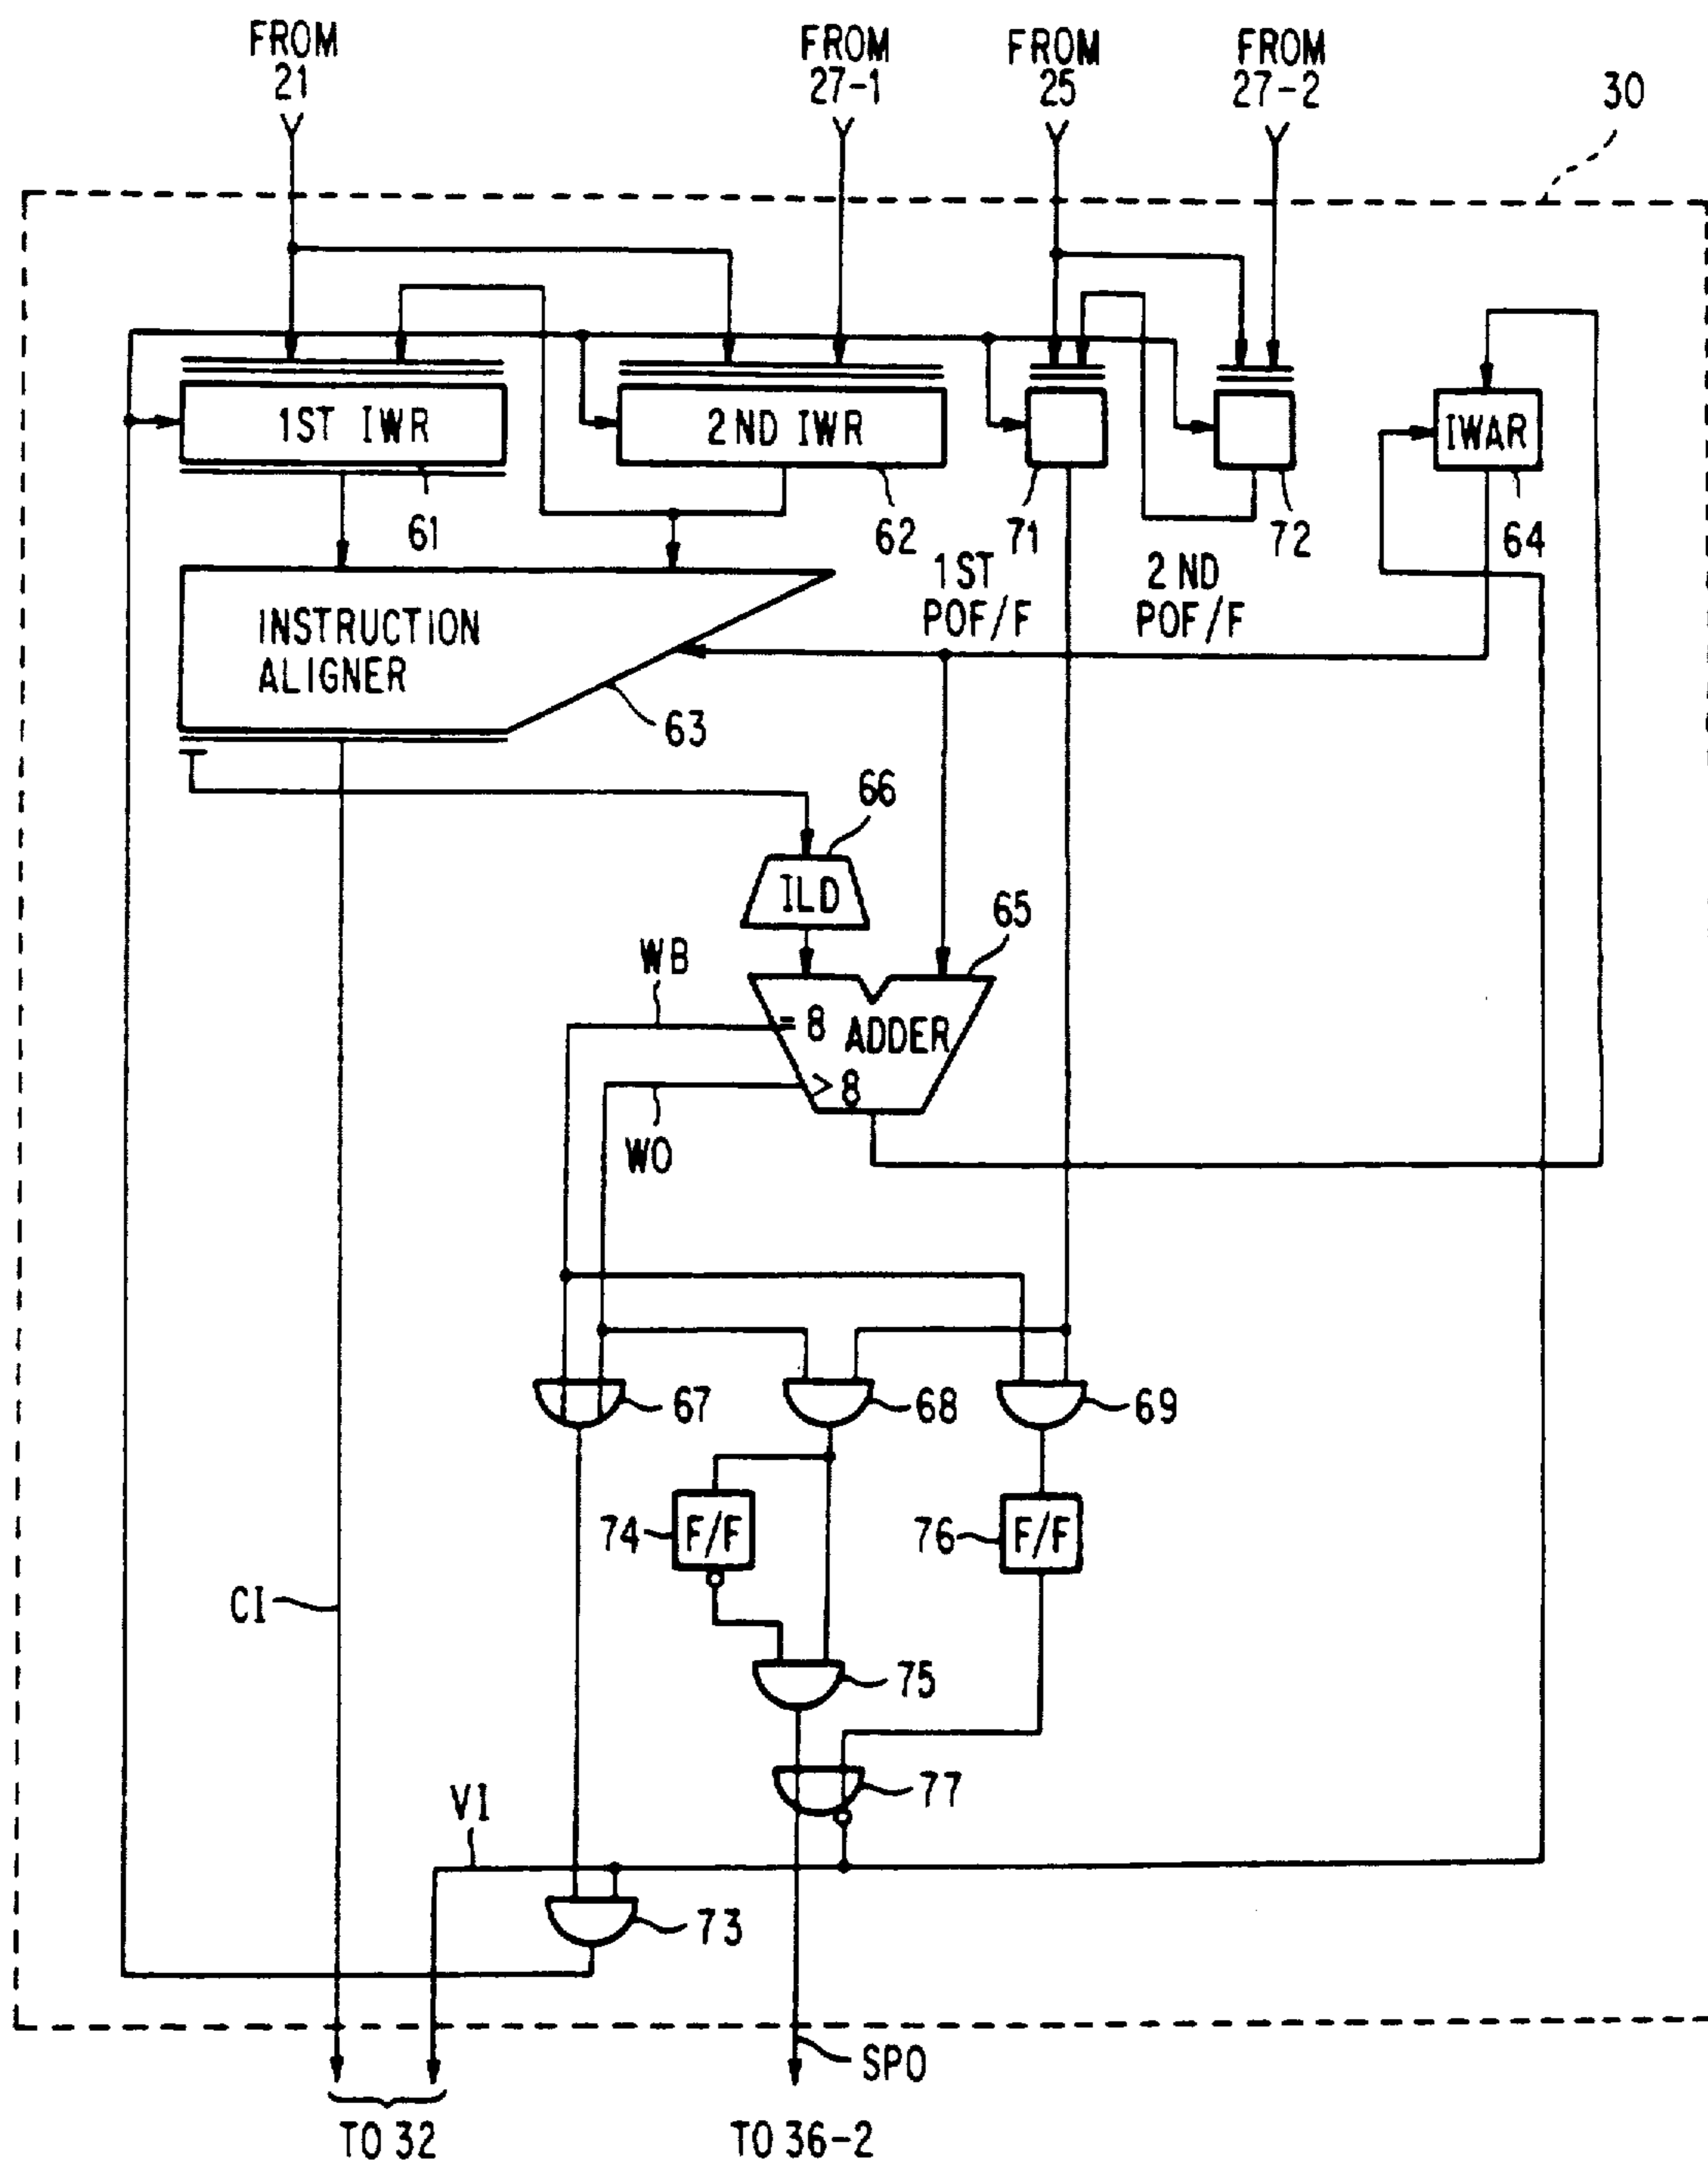 FROM
21
FROM
27-1
FROM
25
FROM
27-2
30
1ST IWR
2ND IWR
IWAR
61
62
71
72
64
1ST
POF/F
2ND
POF/F
INSTRUCTION
ALIGNER
63
66
ILD
65
WB
=8
ADDER
>8
WO
67
68
69
74
F/F
76
F/F
CI
75
77
VI
73
SPO
TO 32
TO 36-2